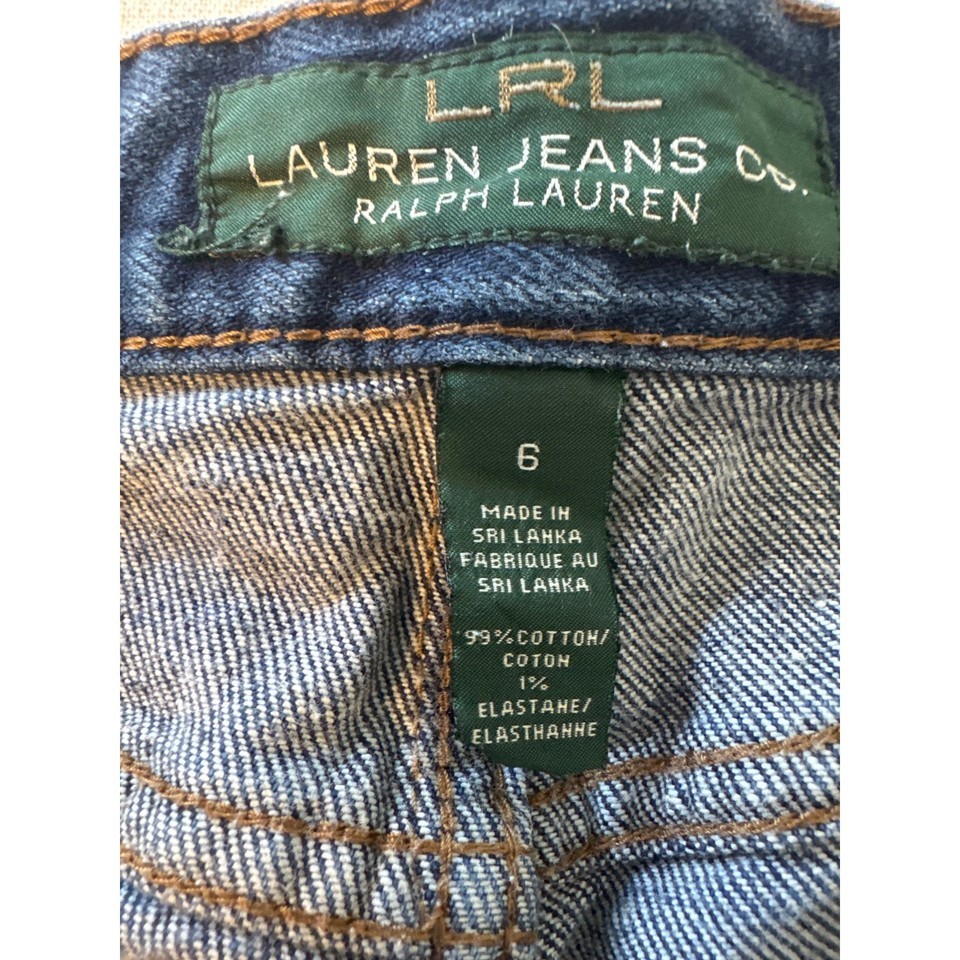 LRL
LAUREN JEANS Co.
RALPH LAUREN
6
MADE IN
SRI LANKA
FABRIQUE AU
SRI LANKA
99%COTTON/
COTON
1%
ELASTANE/
ELASTHANNE